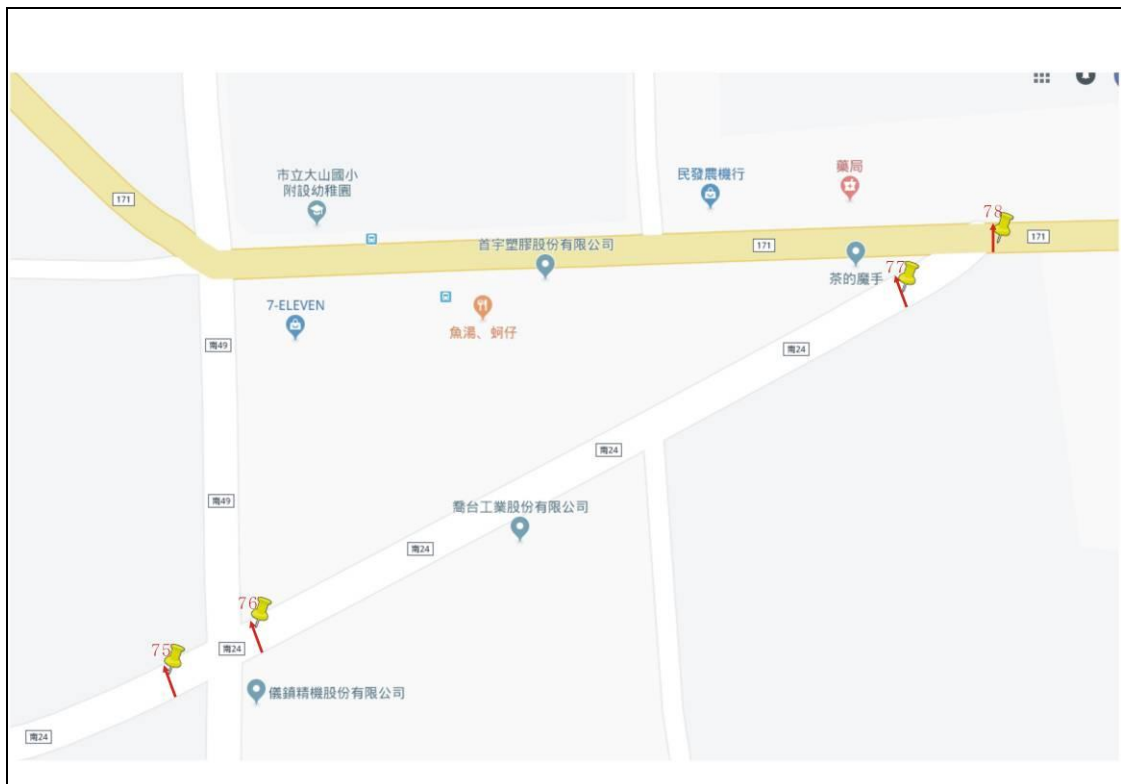 171
市立大山國小
附設幼稚園
民發農機行
藥局
78
171
首宇塑膠股份有限公司
171
77
茶的魔手
7-ELEVEN
魚湯、蚵仔
南49
南24
南24
南49
喬台工業股份有限公司
南24
76
75
南24
儀鎮精機股份有限公司
南24